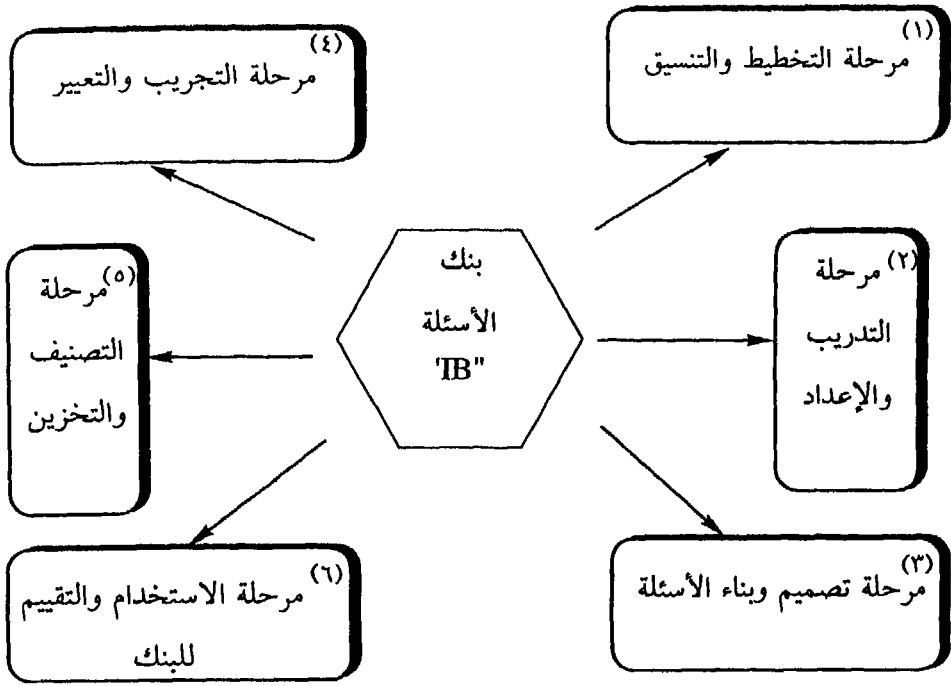 (١)
مرحلة التخطيط والتنسيق
(٢) مرحلة
التدريب
والإعداد
(٣)
مرحلة تصميم وبناء الأسئلة
(٤)
مرحلة التجريب والتعيير
(٥) مرحلة
التصنيف
والتخزين
(٦) مرحلة الاستخدام والتقييم
للبنك
بنك
الأسئلة
'IB"